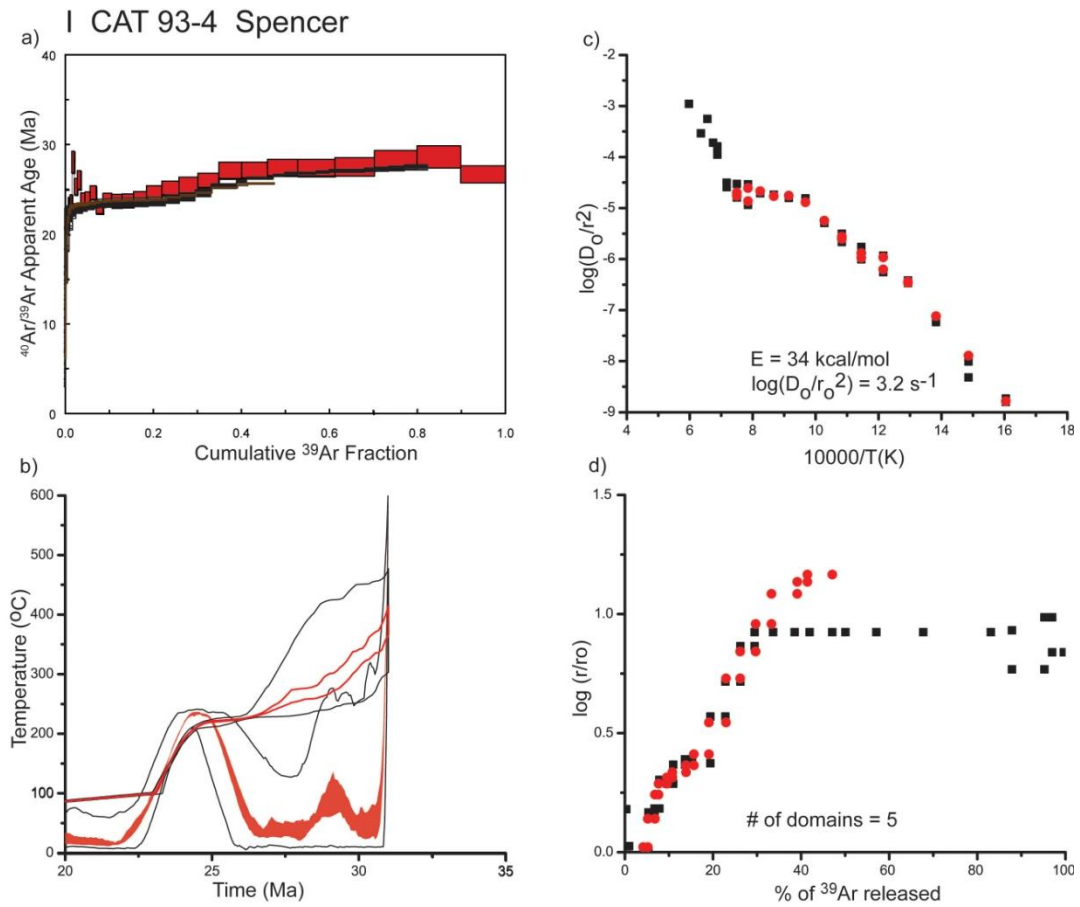 I CAT 93-4 Spencer
a)
40
30
20
10
0
0.0 0.2 0.4 0.6 0.8 1.0
⁴⁰Ar/³⁹Ar Apparent Age (Ma)
Cumulative ³⁹Ar Fraction
c)
-2
-3
-4
-5
-6
-7
-8
-9
4 6 8 10 12 14 16 18
log(Dₒ/r²)
E = 34 kcal/mol
log(Dₒ/rₒ²) = 3.2 s⁻¹
10000/T(K)
b)
600
500
400
300
200
100
0
20 25 30 35
Temperature (ºC)
Time (Ma)
d)
1.5
1.0
0.5
0.0
0 20 40 60 80 100
log (r/ro)
# of domains = 5
% of ³⁹Ar released